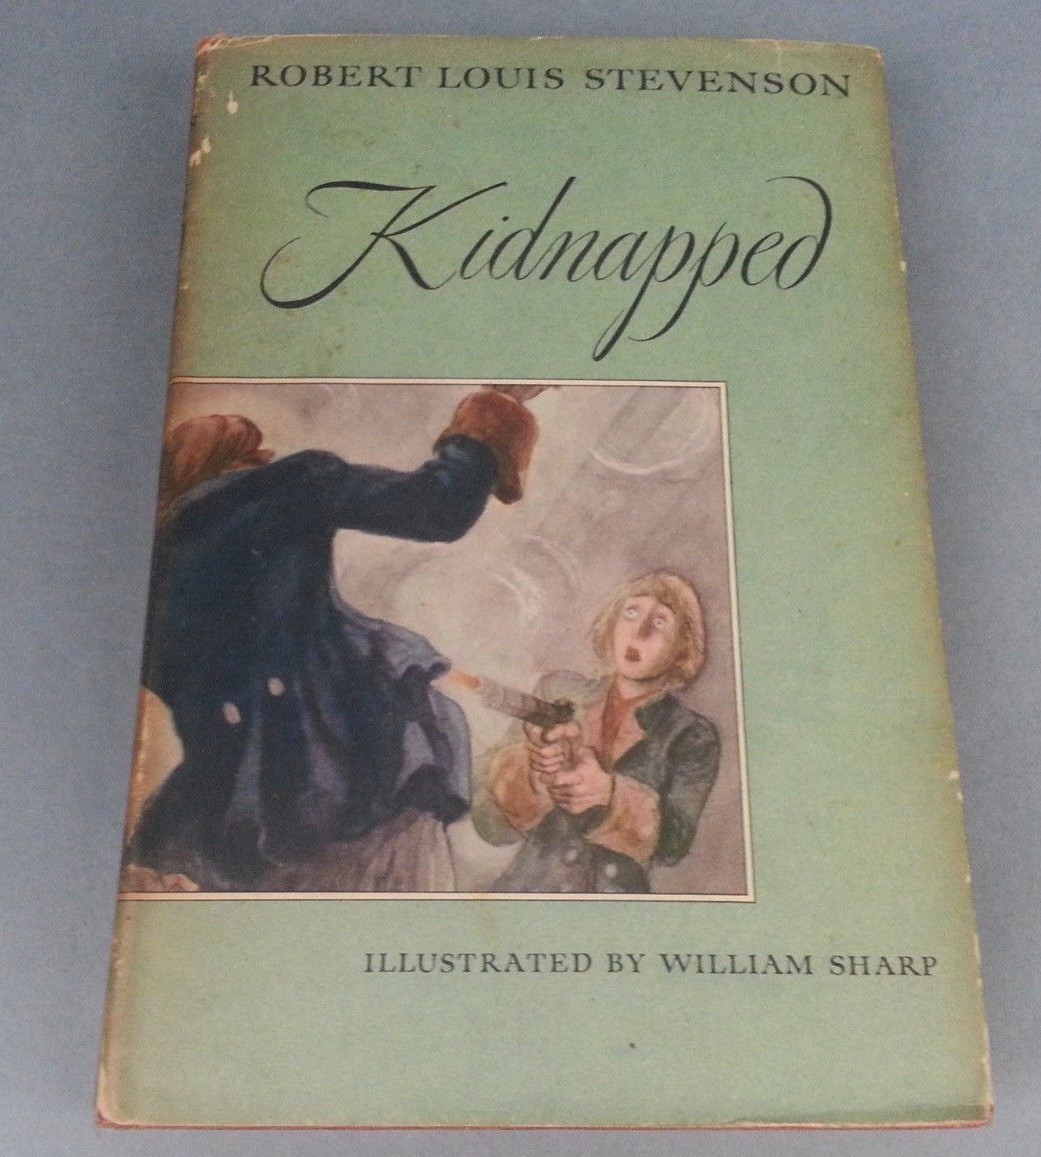 ROBERT LOUIS STEVENSON
Kidnapped
ILLUSTRATED BY WILLIAM SHARP